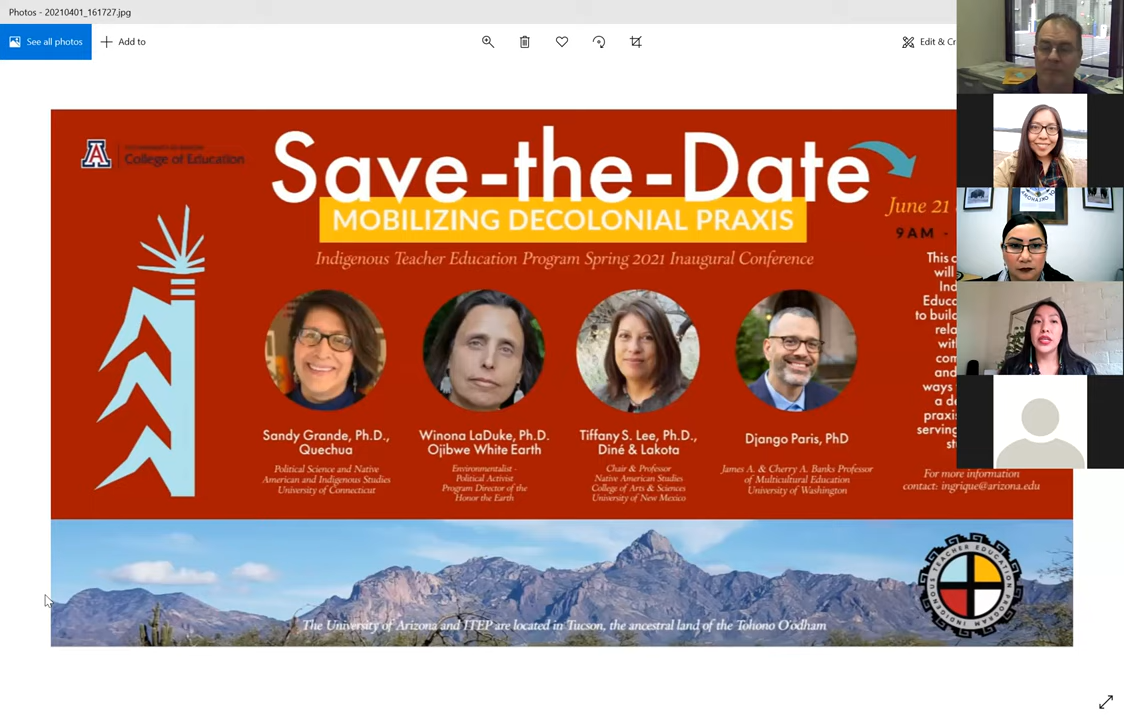 Photos - 20210401_161727.jpg
See all photos
Add to
Edit & Cr
College of Education
Save-the-Date
MOBILIZING DECOLONIAL PRAXIS
Indigenous Teacher Education Program Spring 2021 Inaugural Conference
June 21
9AM -
Sandy Grande, Ph.D.,
Quechua
Political Science and Native
American and Indigenous Studies
University of Connecticut
Winona LaDuke, Ph.D.
Ojibwe White Earth
Environmentalist -
Political Activist
Program Director of the
Honor the Earth
Tiffany S. Lee, Ph.D.,
Diné & Lakota
Chair & Professor
Native American Studies
College of Arts & Sciences
University of New Mexico
Django Paris, PhD
James A. & Cherry A. Banks Professor
of Multicultural Education
University of Washington
This
will
Ind
Educa
to buil
rela
with
com
and
ways
a de
praxis
serving
st
For more information
contact: ingrique@arizona.edu
The University of Arizona and ITEP are located in Tucson, the ancestral land of the Tohono O'odham
INDIGENOUS TEACHER EDUCATION PROGRAM